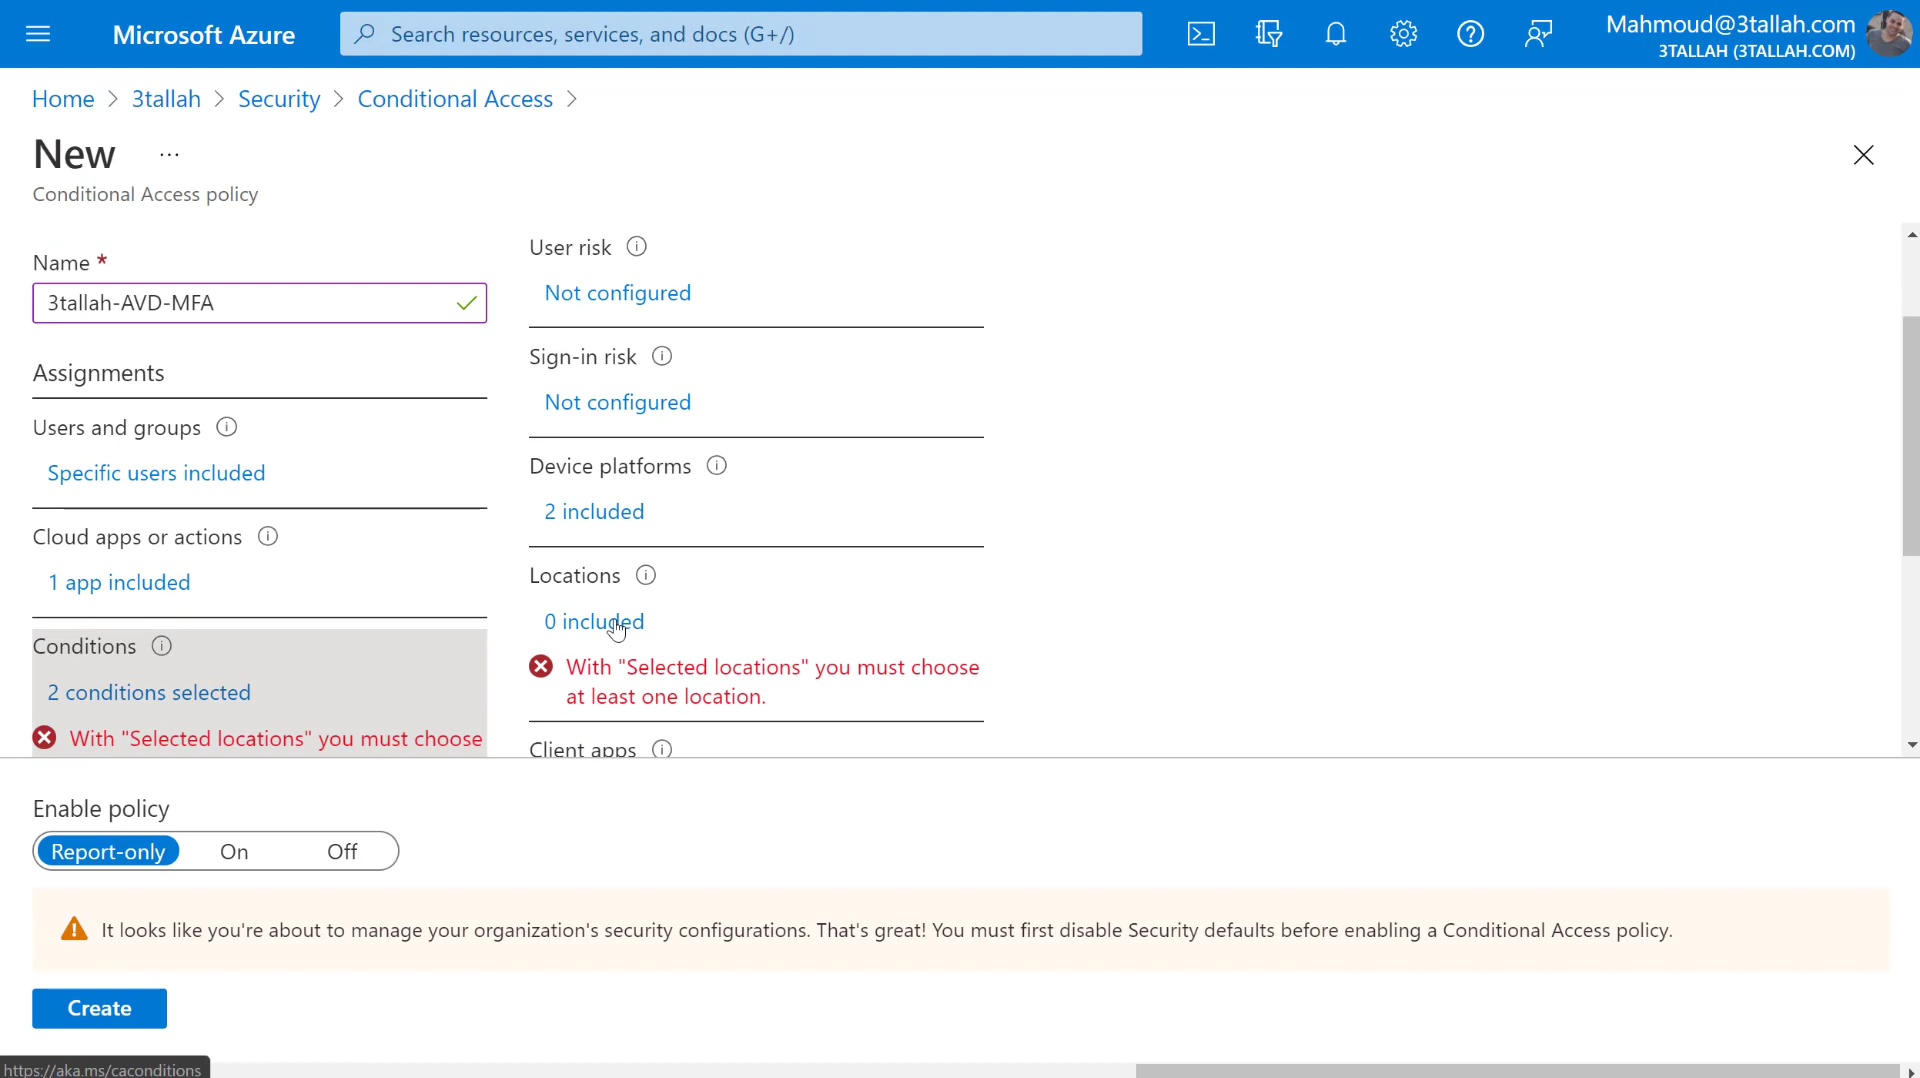 Microsoft Azure
Search resources, services, and docs (G+/)
Mahmoud@3tallah.com
3TALLAH (3TALLAH.COM)
Home > 3tallah > Security > Conditional Access >
New ...
Conditional Access policy
Name *
3tallah-AVD-MFA
Assignments
Users and groups
Specific users included
Cloud apps or actions
1 app included
Conditions
2 conditions selected
With "Selected locations" you must choose
User risk
Not configured
Sign-in risk
Not configured
Device platforms
2 included
Locations
0 included
With "Selected locations" you must choose
at least one location.
Client apps
Enable policy
Report-only On Off
It looks like you're about to manage your organization's security configurations. That's great! You must first disable Security defaults before enabling a Conditional Access policy.
Create
https://aka.ms/caconditions